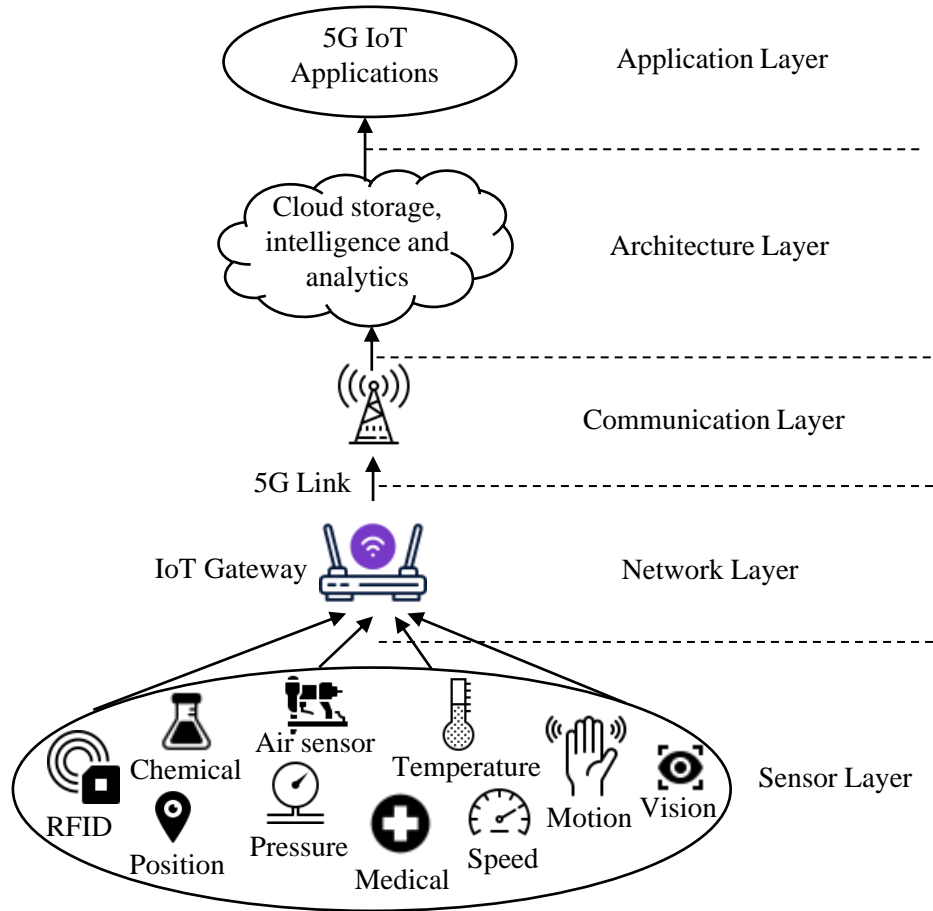 5G IoT
Applications
Application Layer
Cloud storage,
intelligence and
analytics
Architecture Layer
Communication Layer
5G Link
IoT Gateway
Network Layer
Air sensor
Chemical
Temperature
RFID
Position
Pressure
Medical
Speed
Motion
Vision
Sensor Layer